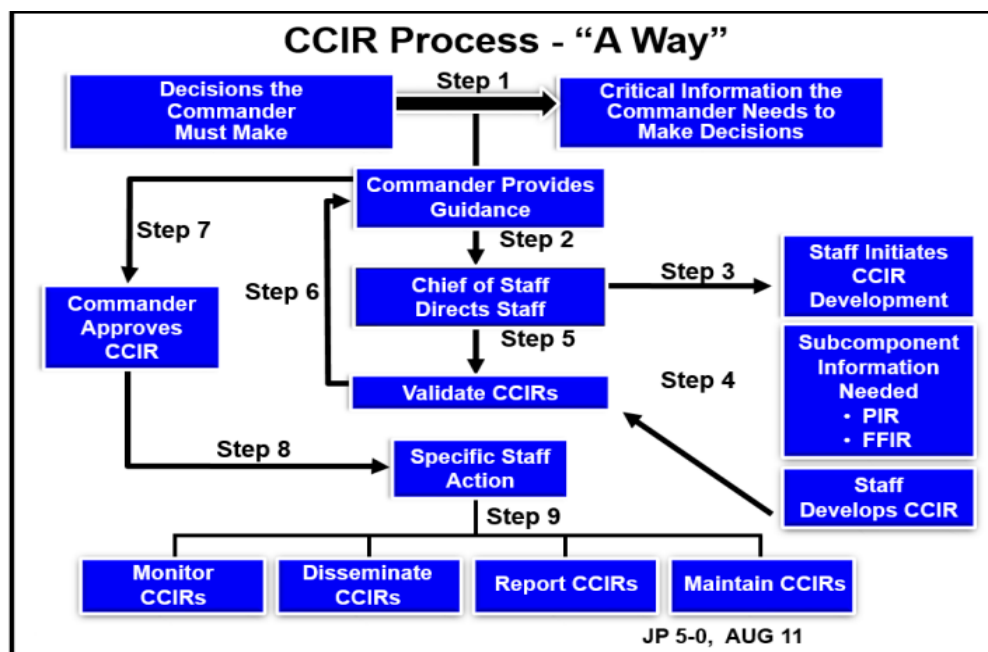 CCIR Process - “A Way”
Decisions the
Commander
Must Make
Step 1
Critical Information the
Commander Needs to
Make Decisions
Commander Provides
Guidance
Step 7
Step 2
Step 6
Chief of Staff
Directs Staff
Step 3
Staff Initiates
CCIR
Development
Commander
Approves
CCIR
Step 5
Step 4
Subcomponent
Information
Needed
• PIR
• FFIR
Validate CCIRs
Step 8
Specific Staff
Action
Staff
Develops CCIR
Step 9
Monitor
CCIRs
Disseminate
CCIRs
Report CCIRs
Maintain CCIRs
JP 5-0, AUG 11